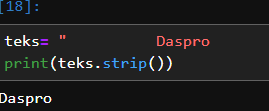 [18]:
teks= "           Daspro
print(teks.strip())
Daspro